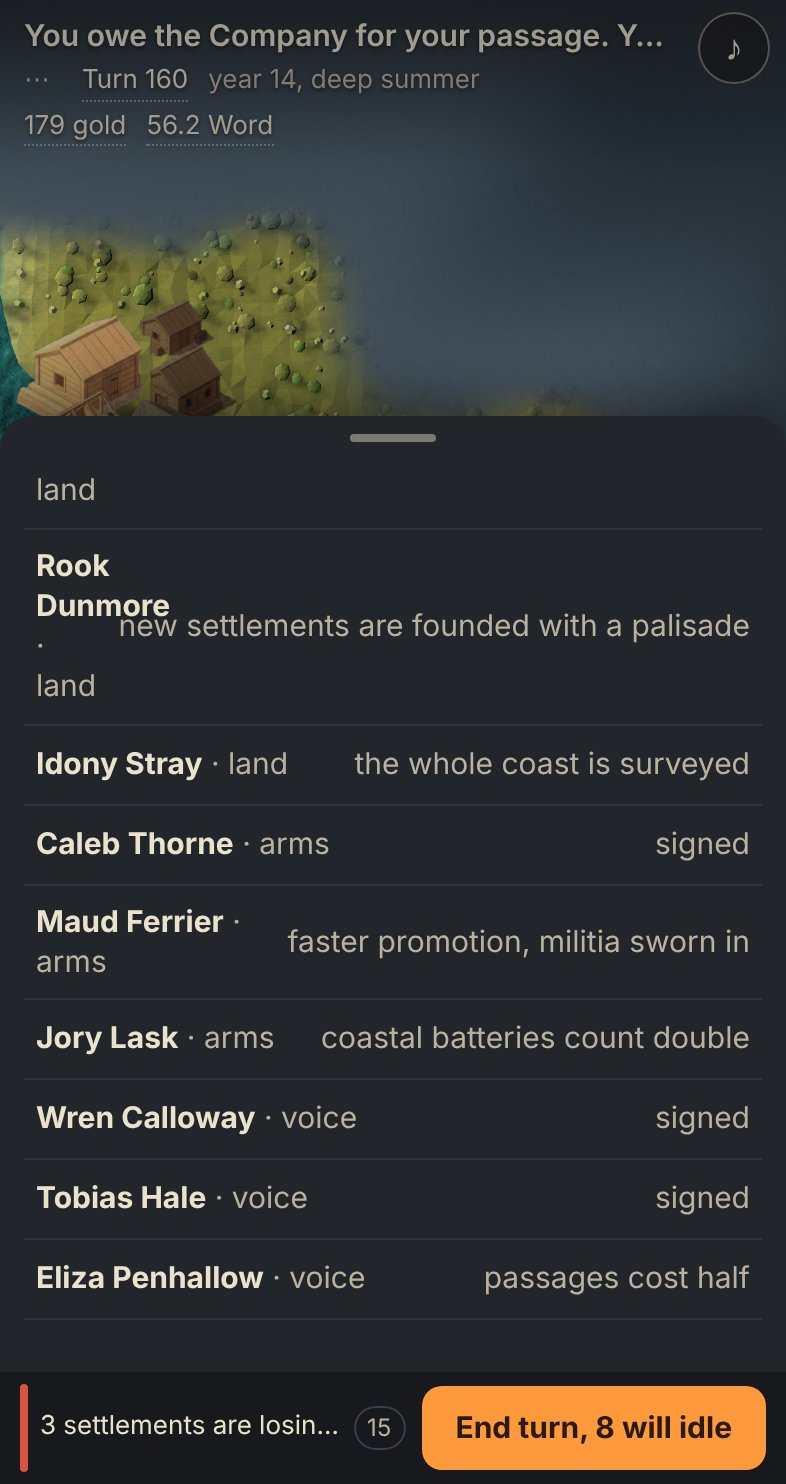 You owe the Company for your passage. Y...
... Turn 160 year 14, deep summer
179 gold 56.2 Word
♪
land
Rook
Dunmore
·
land
new settlements are founded with a palisade
Idony Stray · land the whole coast is surveyed
Caleb Thorne · arms signed
Maud Ferrier ·
arms
faster promotion, militia sworn in
Jory Lask · arms coastal batteries count double
Wren Calloway · voice signed
Tobias Hale · voice signed
Eliza Penhallow · voice passages cost half
3 settlements are losin... 15 End turn, 8 will idle